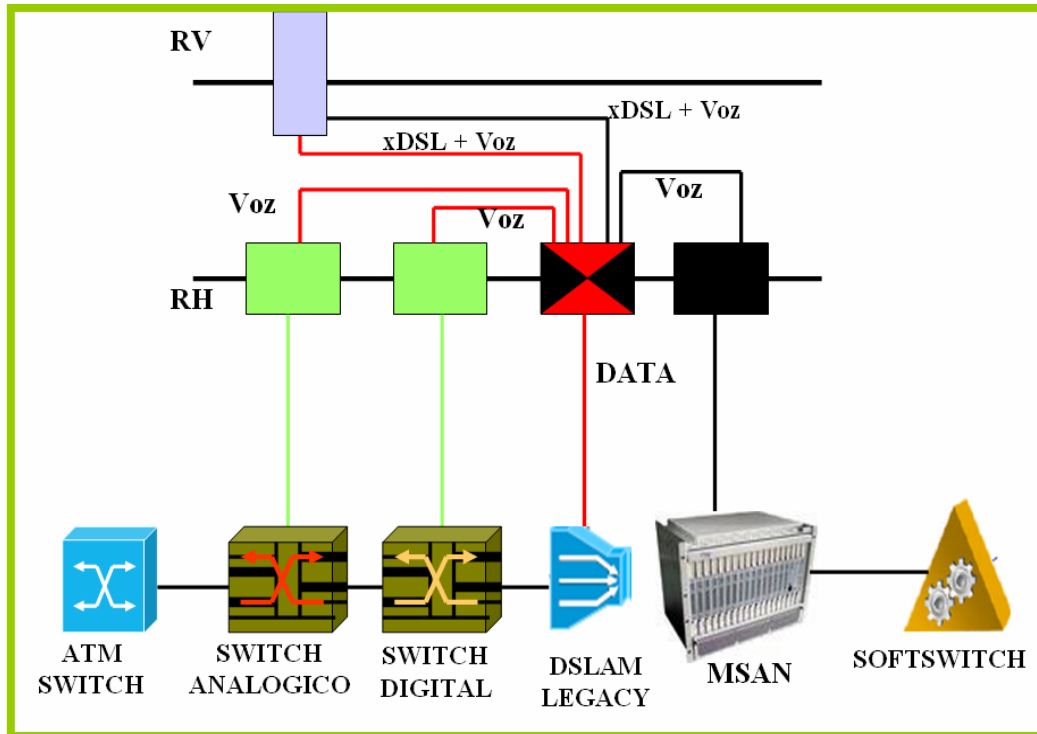 RV
xDSL + Voz
xDSL + Voz
Voz
Voz
Voz
RH
DATA
ATM
SWITCH
SWITCH
ANALOGICO
SWITCH
DIGITAL
DSLAM
LEGACY
MSAN
SOFTSWITCH